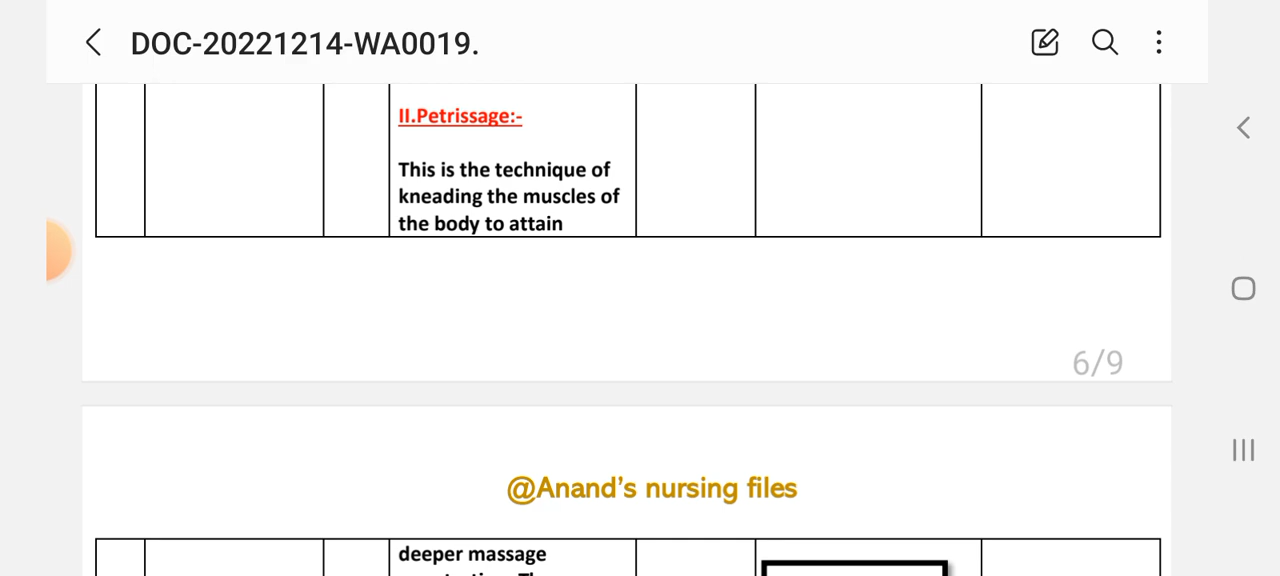 DOC-20221214-WA0019.
II.Petrissage:-
This is the technique of
kneading the muscles of
the body to attain
6/9
@Anand's nursing files
deeper massage